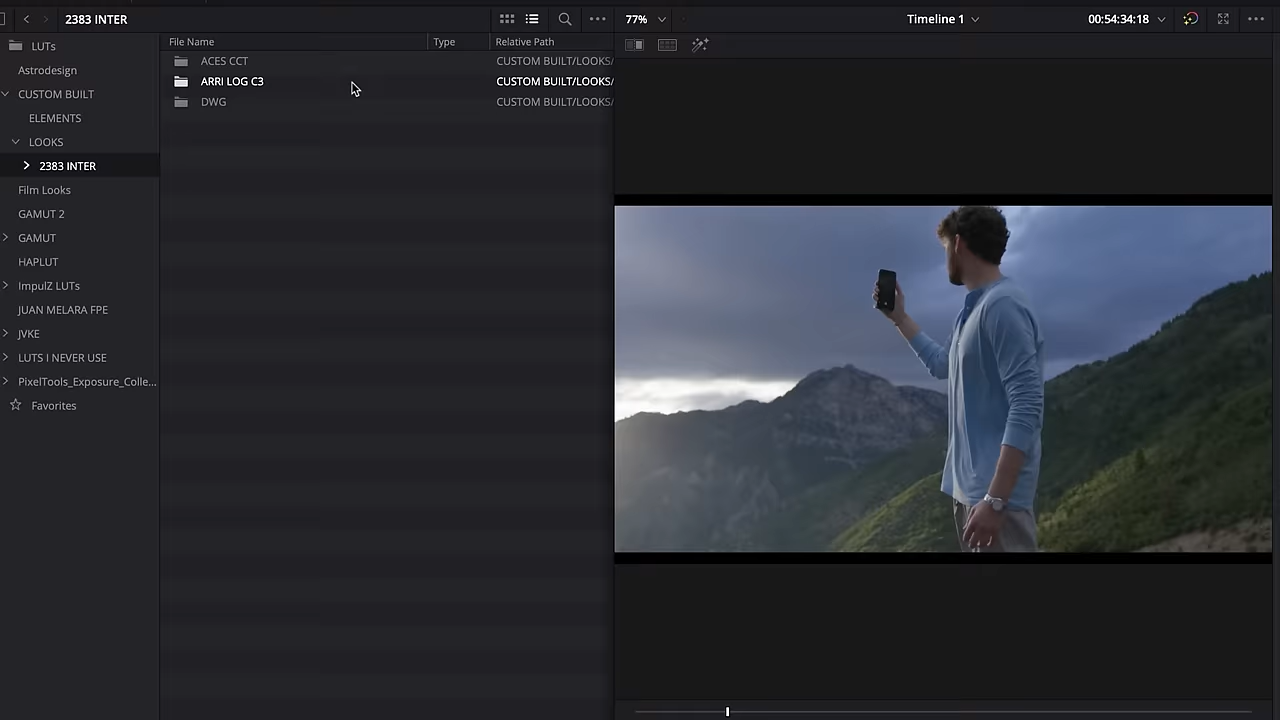 2383 INTER
77%
Timeline 1
00:54:34:18
LUTs
Astrodesign
CUSTOM BUILT
ELEMENTS
LOOKS
2383 INTER
Film Looks
GAMUT 2
GAMUT
HAPLUT
ImpulZ LUTs
JUAN MELARA FPE
JVKE
LUTS I NEVER USE
PixelTools_Exposure_Colle...
Favorites
File Name Type Relative Path
ACES CCT CUSTOM BUILT/LOOKS/
ARRI LOG C3 CUSTOM BUILT/LOOKS/
DWG CUSTOM BUILT/LOOKS/